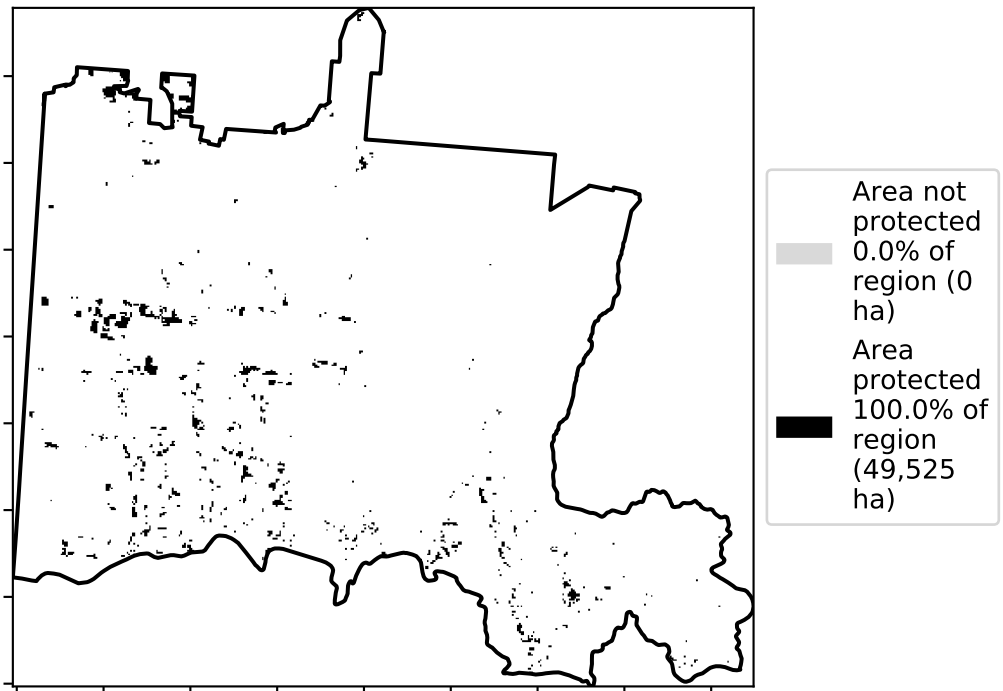 Area not
protected
0.0% of
region (0
ha)
Area
protected
100.0% of
region
(49,525
ha)